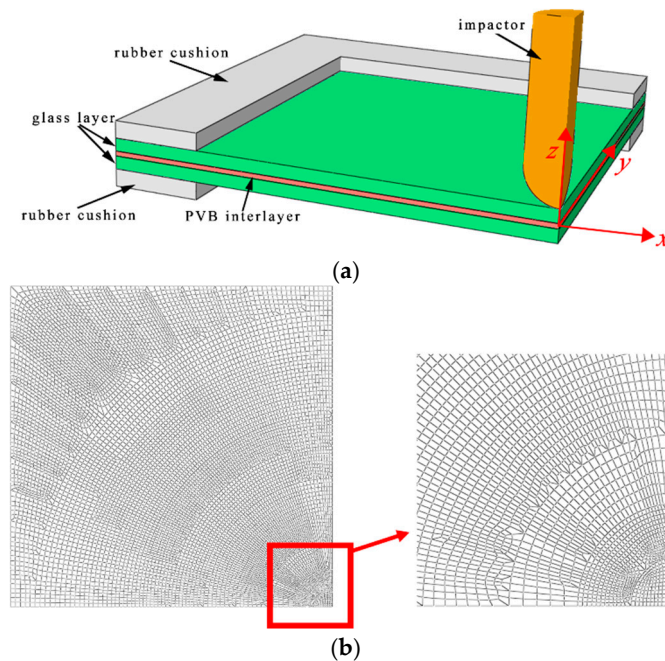 impactor
rubber cushion
glass layer
z
y
rubber cushion
PVB interlayer
x
(a)
(b)